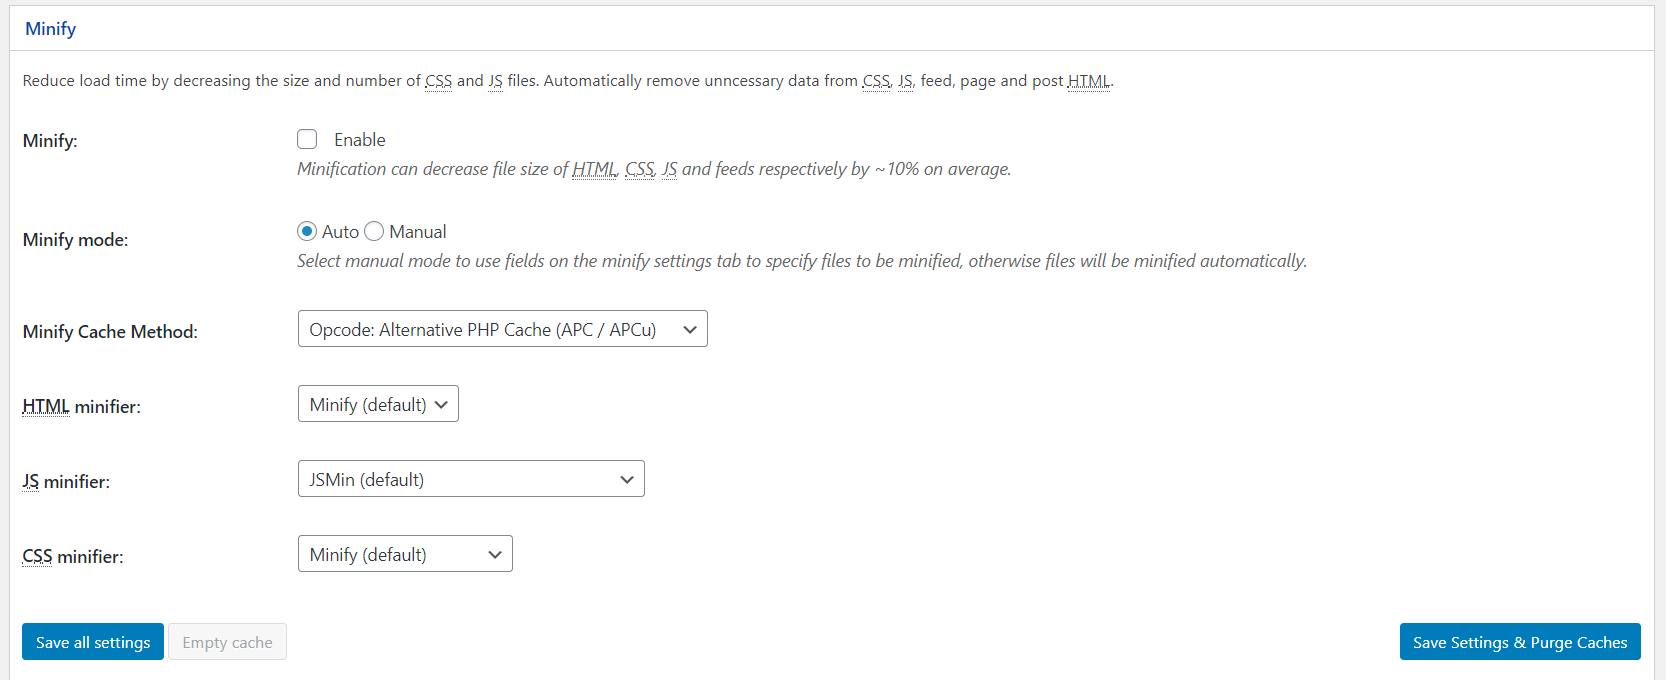 Minify
Reduce load time by decreasing the size and number of CSS and JS files. Automatically remove unncessary data from CSS, JS, feed, page and post HTML.
Minify: Enable
Minification can decrease file size of HTML, CSS, JS and feeds respectively by ~10% on average.
Minify mode: Auto Manual
Select manual mode to use fields on the minify settings tab to specify files to be minified, otherwise files will be minified automatically.
Minify Cache Method: Opcode: Alternative PHP Cache (APC / APCu)
HTML minifier: Minify (default)
JS minifier: JSMin (default)
CSS minifier: Minify (default)
Save all settings Empty cache Save Settings & Purge Caches